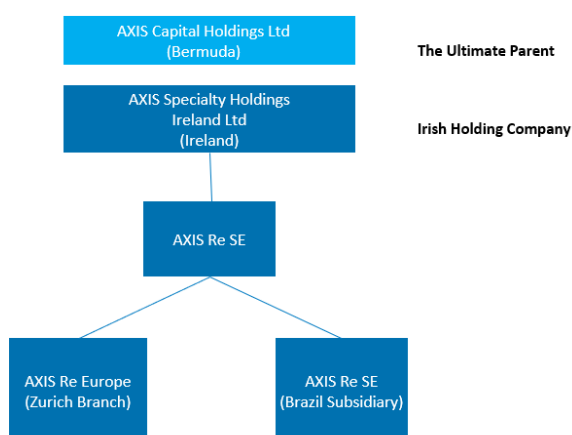 AXIS Capital Holdings Ltd
(Bermuda)
The Ultimate Parent
AXIS Specialty Holdings
Ireland Ltd
(Ireland)
Irish Holding Company
AXIS Re SE
AXIS Re Europe
(Zurich Branch)
AXIS Re SE
(Brazil Subsidiary)